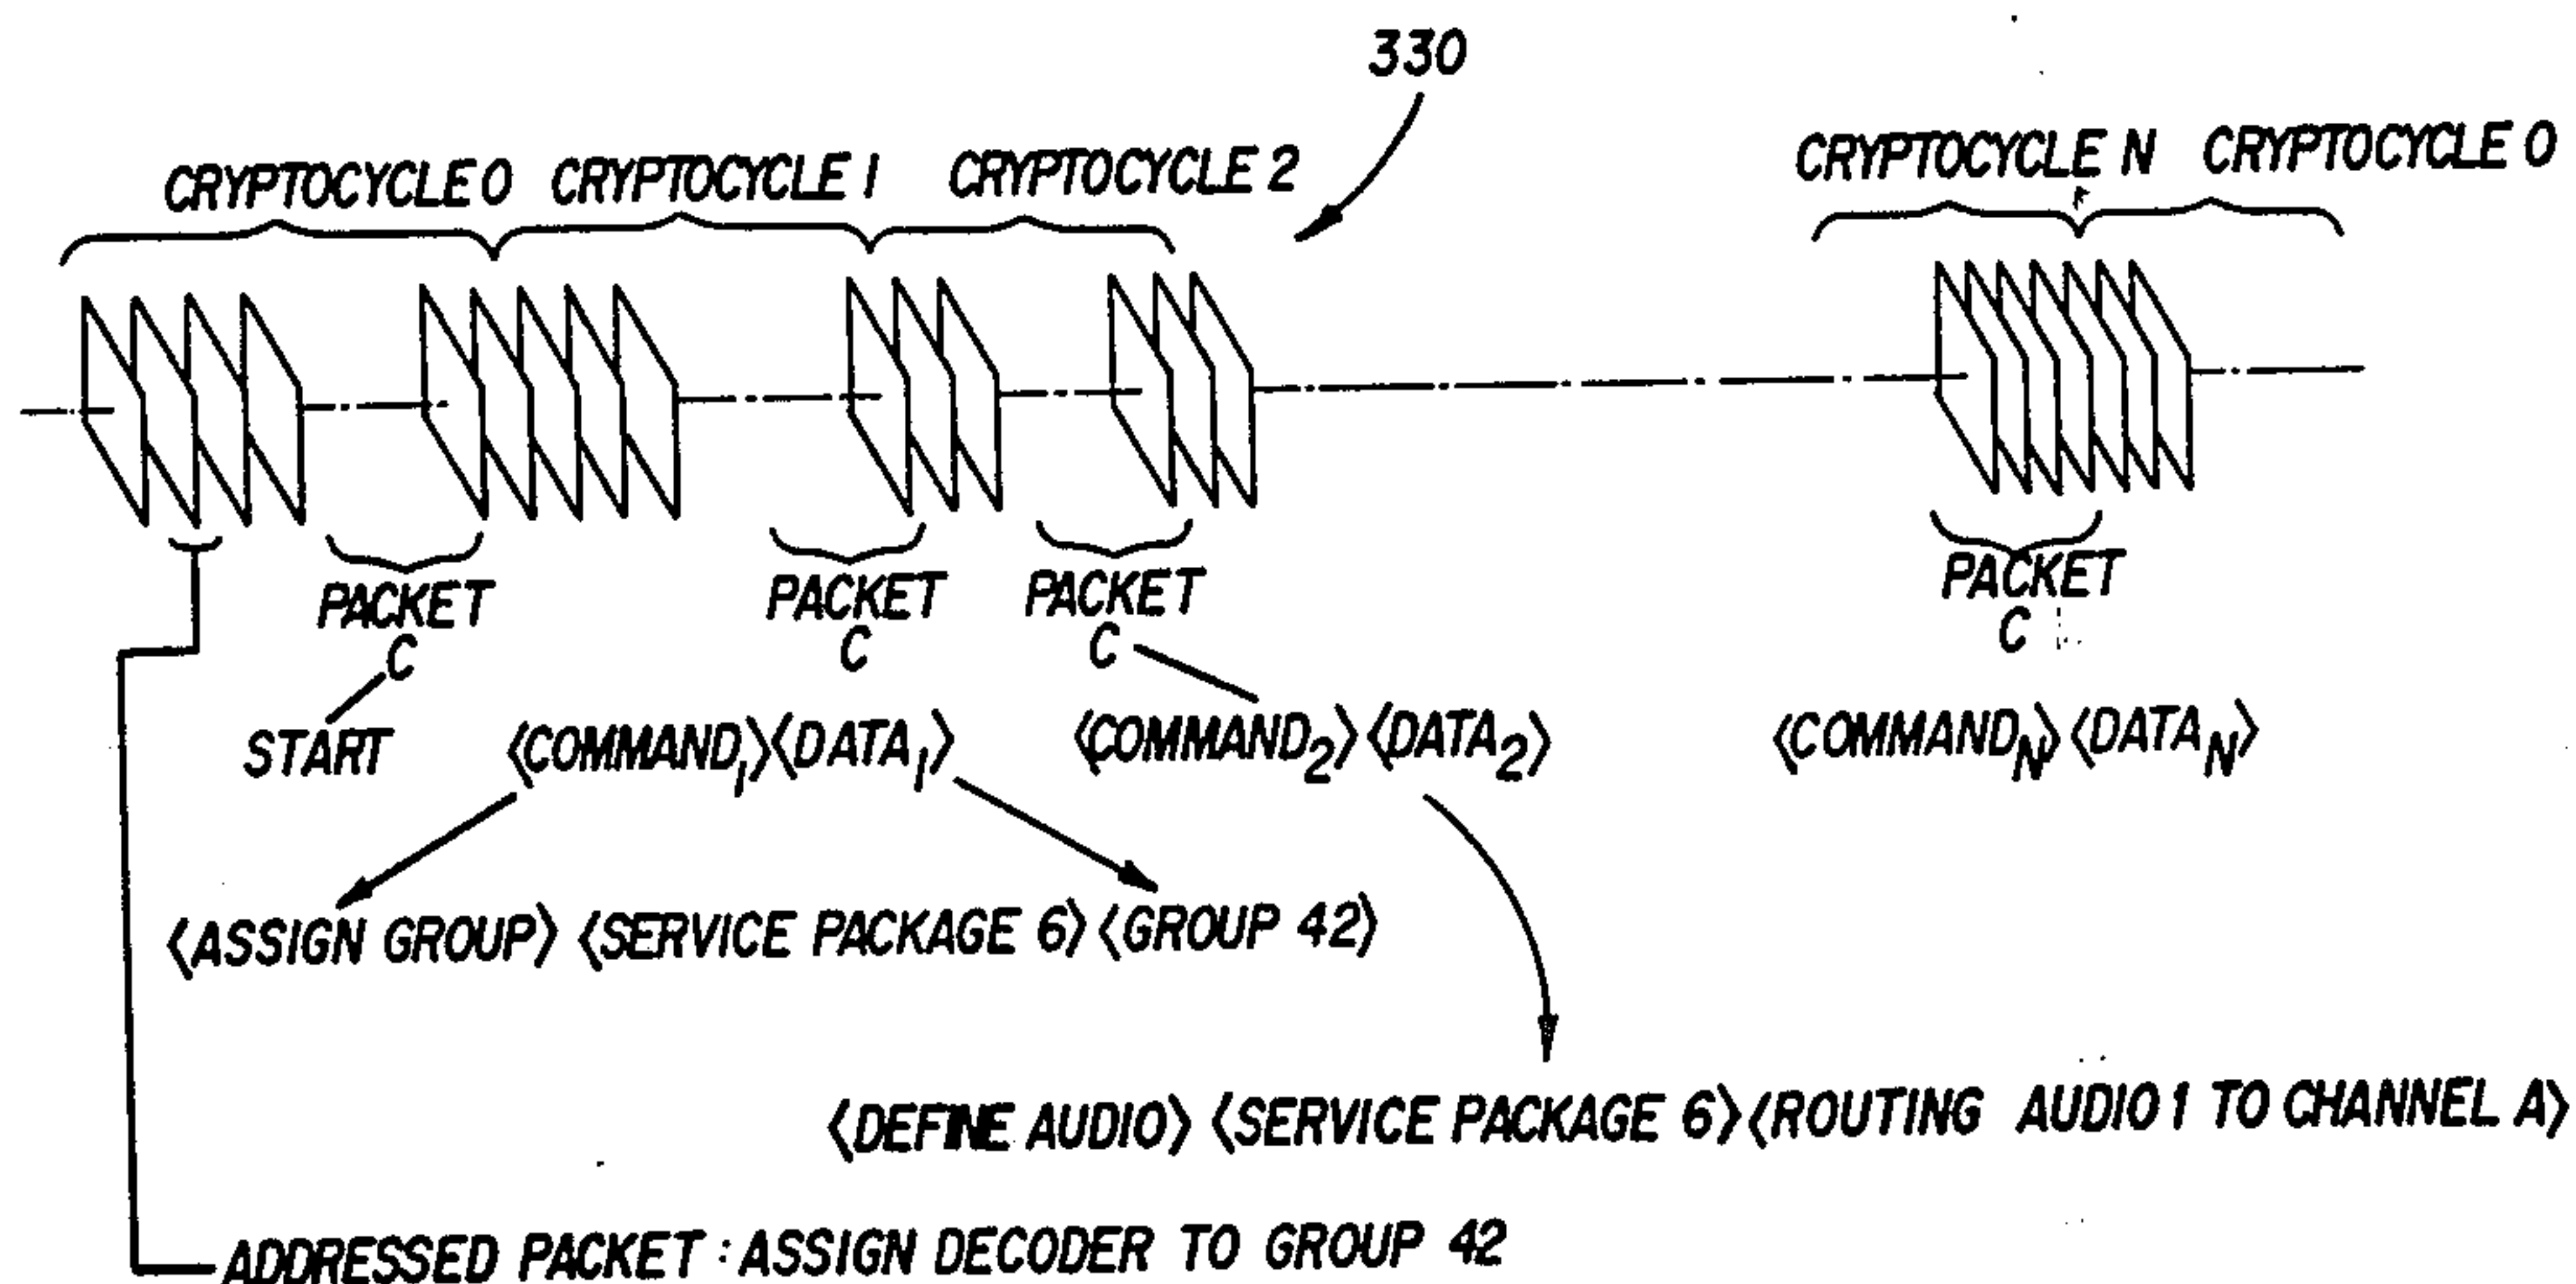 330
CRYPTOCYCLE 0 CRYPTOCYCLE 1 CRYPTOCYCLE 2 CRYPTOCYCLE N CRYPTOCYCLE 0
PACKET C
PACKET C
PACKET C
PACKET C
START <COMMAND1><DATA1> <COMMAND2><DATA2> <COMMANDN><DATAN>
<ASSIGN GROUP> <SERVICE PACKAGE 6> <GROUP 42>
<DEFINE AUDIO> <SERVICE PACKAGE 6> <ROUTING AUDIO 1 TO CHANNEL A>
ADDRESSED PACKET : ASSIGN DECODER TO GROUP 42